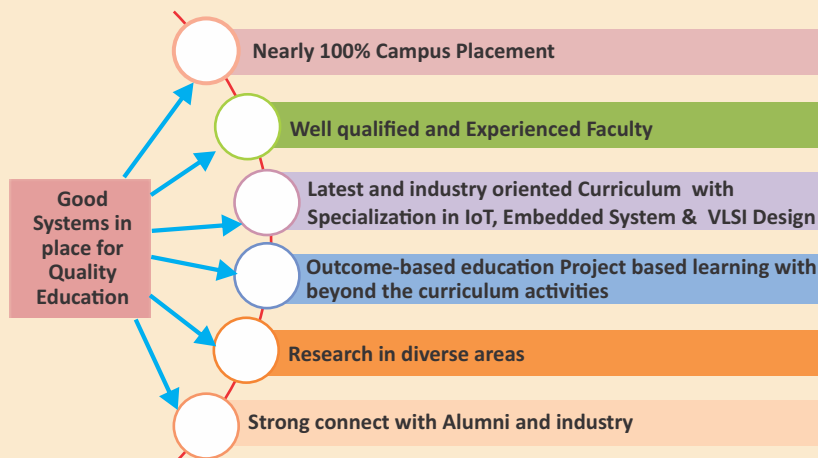 Good
Systems in
place for
Quality
Education
Nearly 100% Campus Placement
Well qualified and Experienced Faculty
Latest and industry oriented Curriculum with
Specialization in IoT, Embedded System & VLSI Design
Outcome-based education Project based learning with
beyond the curriculum activities
Research in diverse areas
Strong connect with Alumni and industry